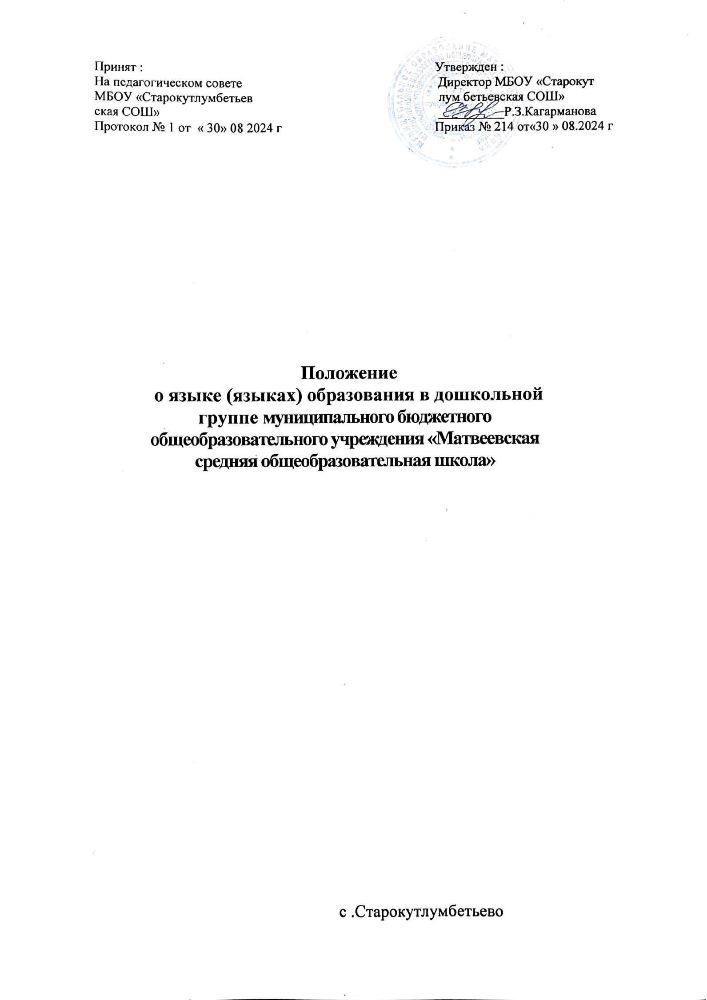 Принят :
На педагогическом совете
МБОУ «Старокутлумбетьев
ская СОШ»
Протокол № 1 от « 30» 08 2024 г
Утвержден :
Директор МБОУ «Старокут
лум бетьевская СОШ»
Р.З.Кагарманова
Приказ № 214 от«30 » 08.2024 г
МУНИЦИПАЛЬНОЕ ОБРАЗОВАНИЕ
Положение
о языке (языках) образования в дошкольной
группе муниципального бюджетного
общеобразовательного учреждения «Матвеевская
средняя общеобразовательная школа»
с .Старокутлумбетьево